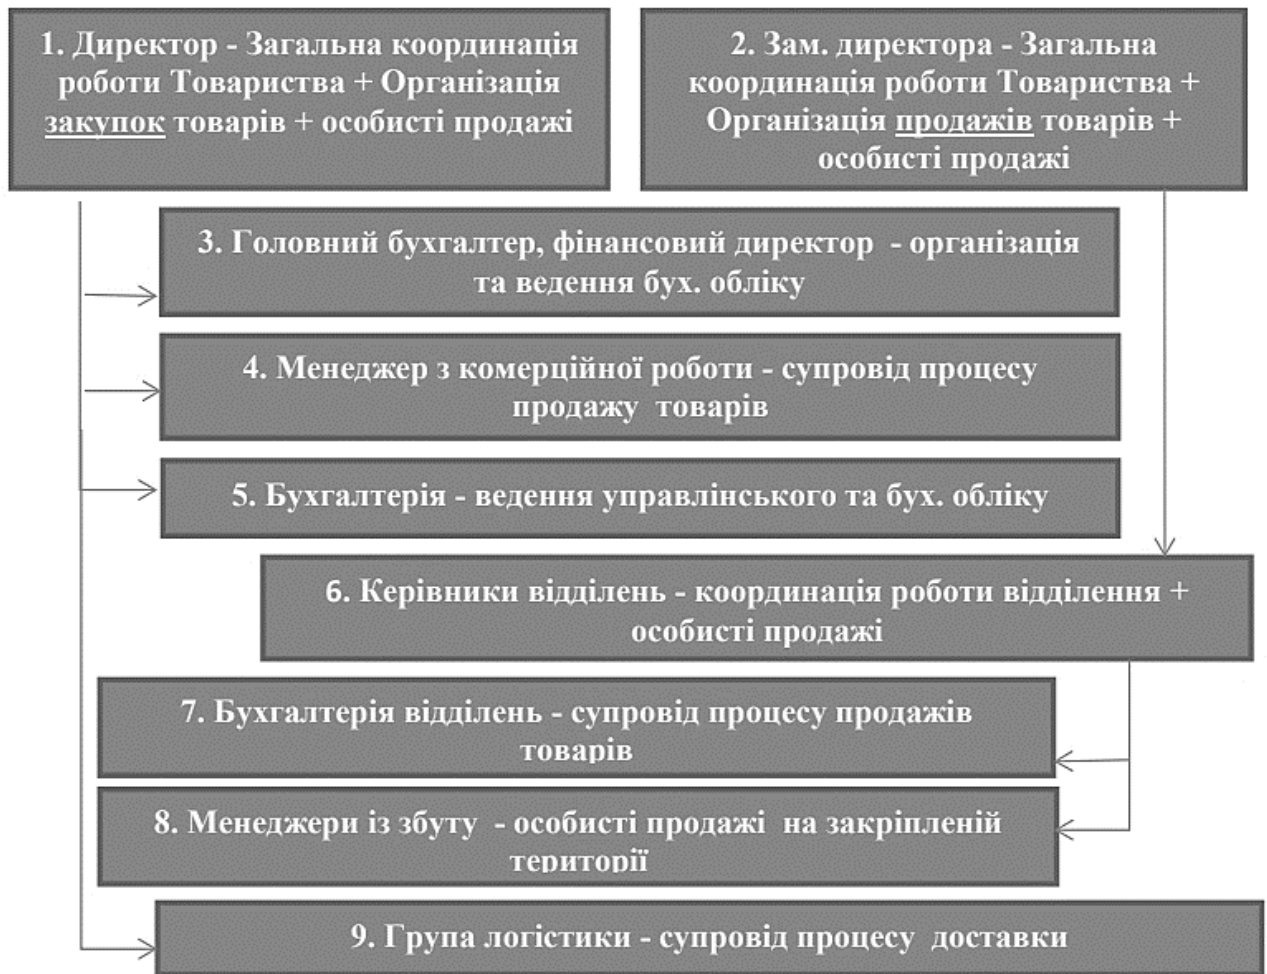 1. Директор - Загальна координація
роботи Товариства + Організація
закупок товарів + особисті продажі
2. Зам. директора - Загальна
координація роботи Товариства +
Організація продажів товарів +
особисті продажі
3. Головний бухгалтер, фінансовий директор - організація
та ведення бух. обліку
4. Менеджер з комерційної роботи - супровід процесу
продажу товарів
5. Бухгалтерія - ведення управлінського та бух. обліку
6. Керівники відділень - координація роботи відділення +
особисті продажі
7. Бухгалтерія відділень - супровід процесу продажів
товарів
8. Менеджери із збуту - особисті продажі на закріпленій
території
9. Група логістики - супровід процесу доставки